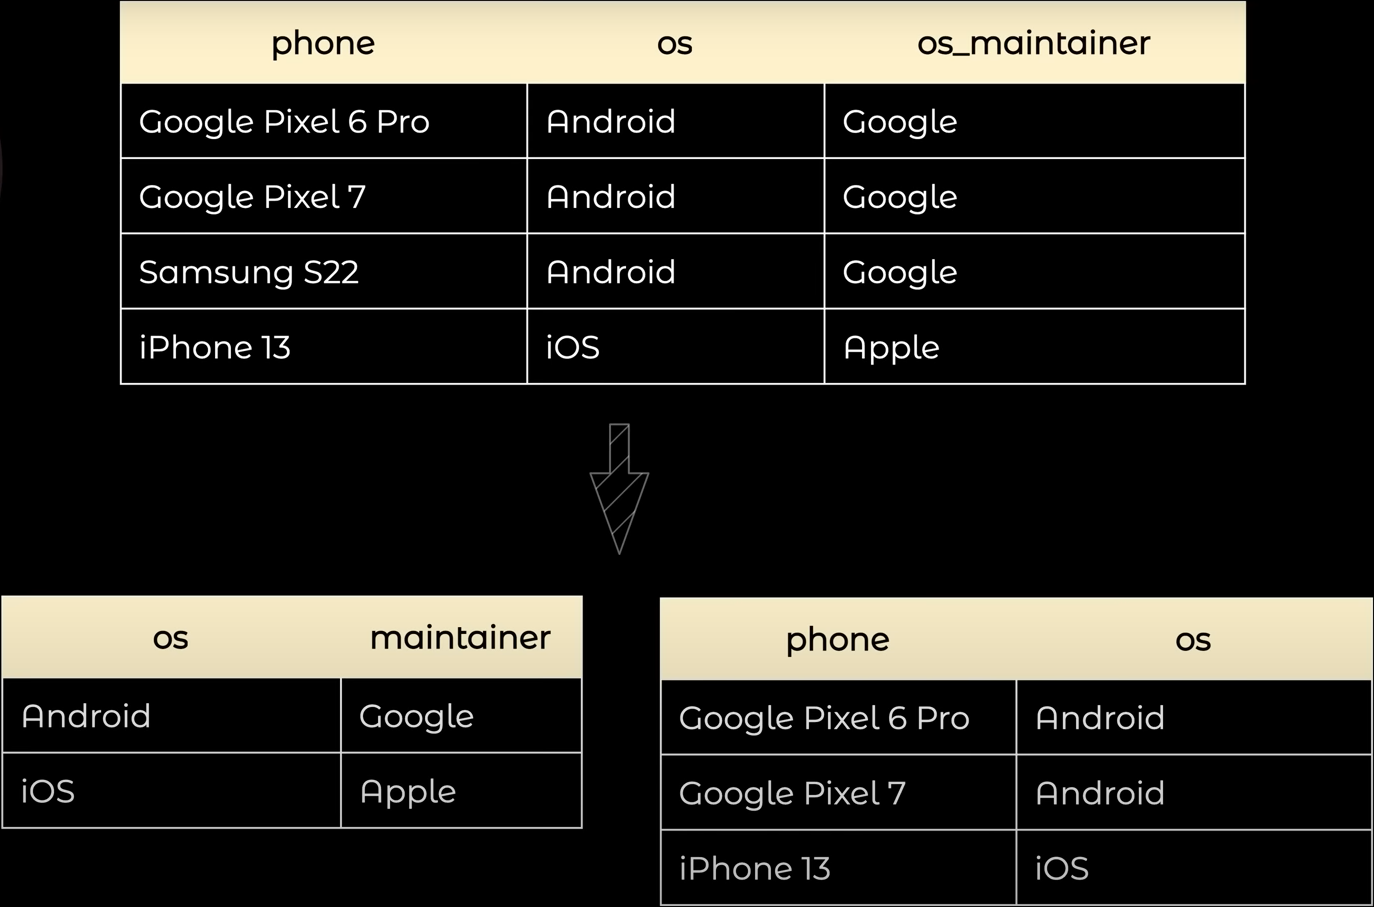 phone os os_maintainer
Google Pixel 6 Pro Android Google
Google Pixel 7 Android Google
Samsung S22 Android Google
iPhone 13 iOS Apple
os maintainer
Android Google
iOS Apple
phone os
Google Pixel 6 Pro Android
Google Pixel 7 Android
iPhone 13 iOS